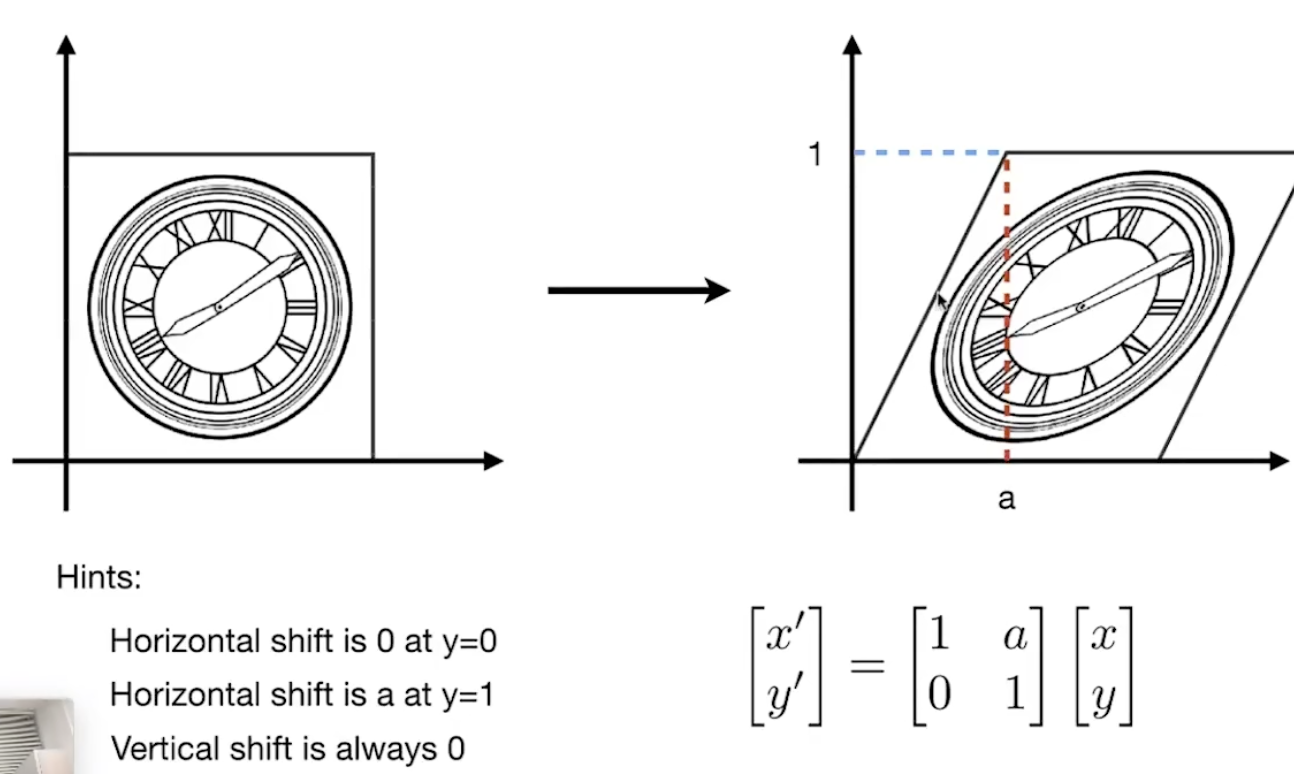 1
a
Hints:
Horizontal shift is 0 at y=0
Horizontal shift is a at y=1
Vertical shift is always 0
[x′ y′] = [1 a 0 1] [x y]